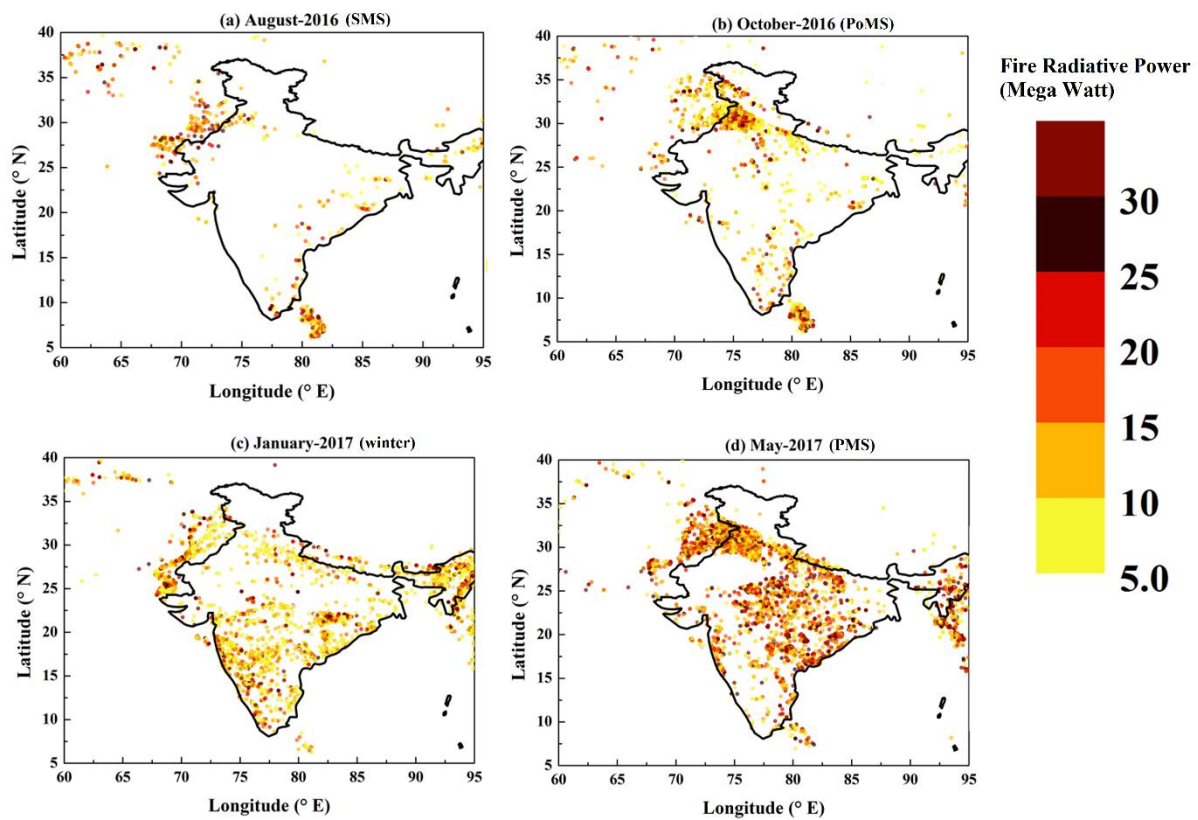 (a) August-2016 (SMS)
40
35
30
25
20
15
10
5
Latitude (° N)
60 65 70 75 80 85 90 95
Longitude (° E)
(b) October-2016 (PoMS)
40
35
30
25
20
15
10
5
Latitude (° N)
60 65 70 75 80 85 90 95
Longitude (° E)
Fire Radiative Power
(Mega Watt)
30
25
20
15
10
5.0
(c) January-2017 (winter)
40
35
30
25
20
15
10
5
Latitude (° N)
60 65 70 75 80 85 90 95
Longitude (° E)
(d) May-2017 (PMS)
40
35
30
25
20
15
10
5
Latitude (° N)
60 65 70 75 80 85 90 95
Longitude (° E)